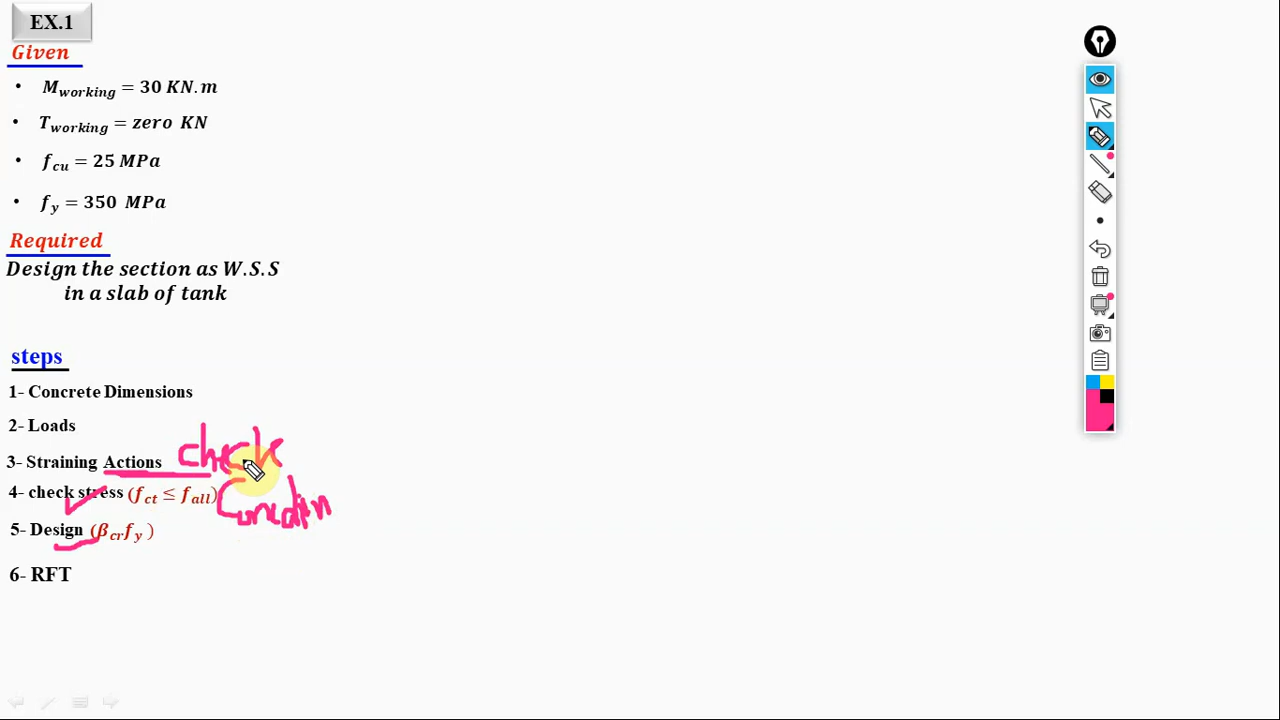 EX.1
Given
• M_working = 30 KN.m
• T_working = zero KN
• f_cu = 25 MPa
• f_y = 350 MPa
Required
Design the section as W.S.S
in a slab of tank
steps
1- Concrete Dimensions
2- Loads
3- Straining Actions check
4- check stress (f_ct ≤ f_all)
5- Design (β_cr f_y )
6- RFT